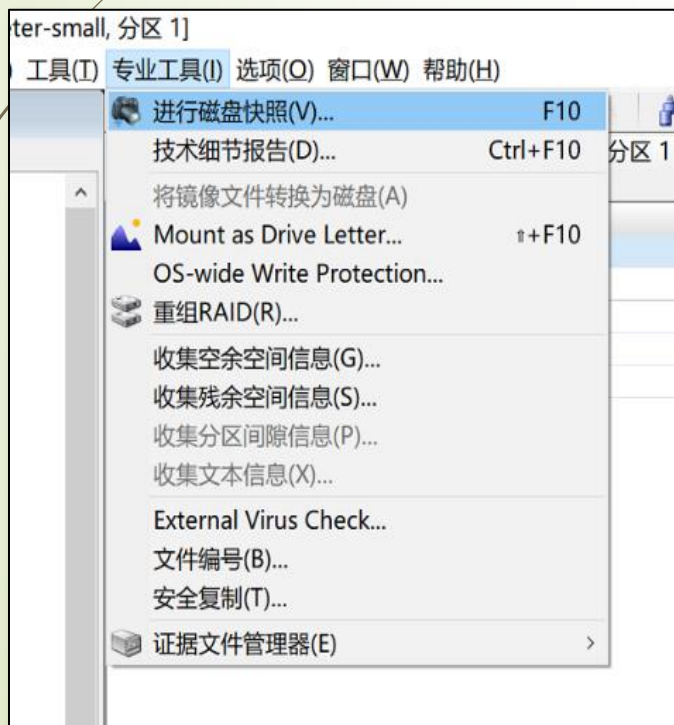 ter-small, 分区 1]
) 工具(T) 专业工具(I) 选项(O) 窗口(W) 帮助(H)
进行磁盘快照(V)... F10
技术细节报告(D)... Ctrl+F10 分区 1
将镜像文件转换为磁盘(A)
Mount as Drive Letter... ⇧+F10
OS-wide Write Protection...
重组RAID(R)...
收集空余空间信息(G)...
收集残余空间信息(S)...
收集分区间隙信息(P)...
收集文本信息(X)...
External Virus Check...
文件编号(B)...
安全复制(T)...
证据文件管理器(E)